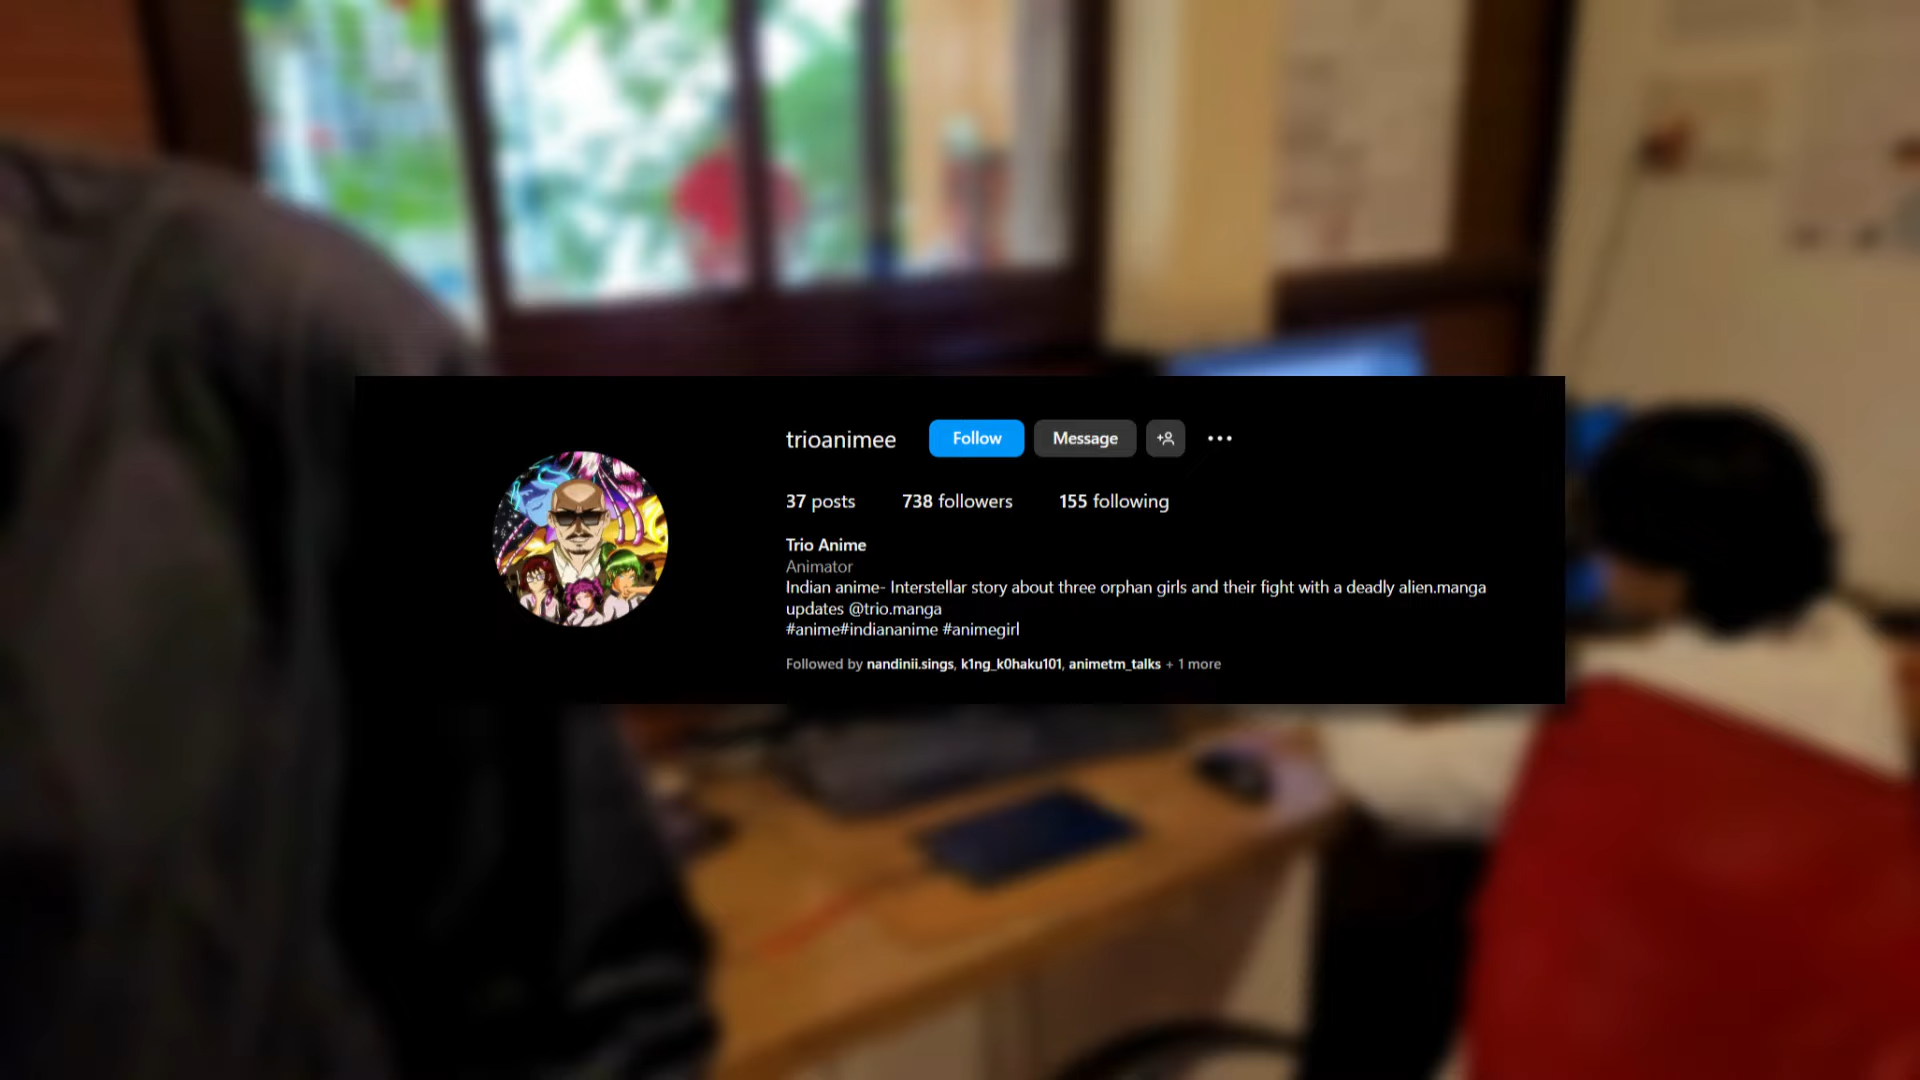 trioanimee
Follow
Message
37 posts
738 followers
155 following
Trio Anime
Animator
Indian anime- Interstellar story about three orphan girls and their fight with a deadly alien.manga
updates @trio.manga
#anime#indiananime #animegirl
Followed by nandinii.sings, k1ng_k0haku101, animetm_talks + 1 more